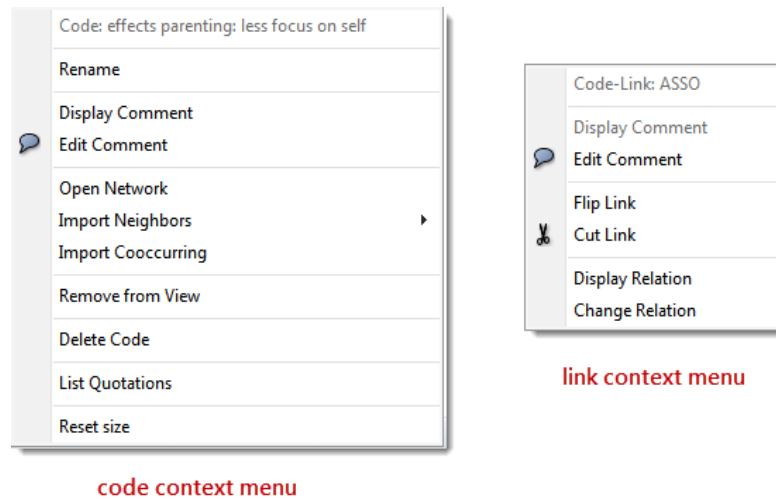 Code: effects parenting: less focus on self
Rename
Display Comment
Edit Comment
Open Network
Import Neighbors
Import Cooccurring
Remove from View
Delete Code
List Quotations
Reset size
code context menu
Code-Link: ASSO
Display Comment
Edit Comment
Flip Link
Cut Link
Display Relation
Change Relation
link context menu